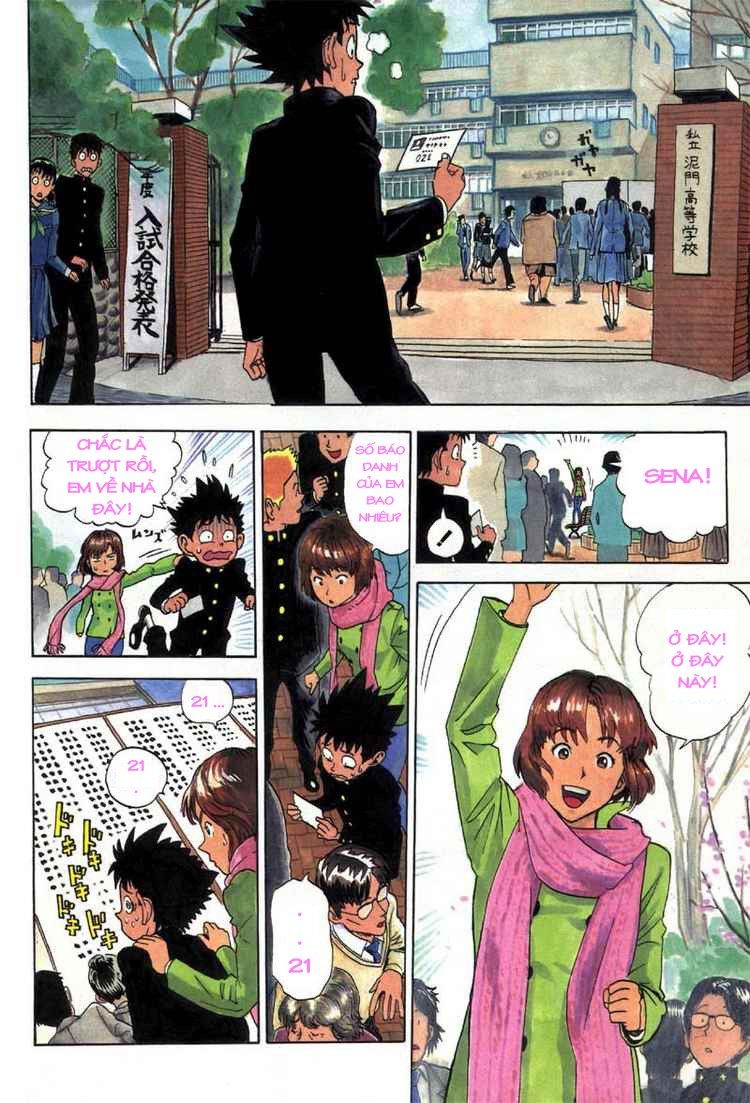 021
ガヤ
ガヤ
私立泥門高等学校
年度
入試合格発表
SENA!
Ở ĐÂY!
Ở ĐÂY
NÀY!
SỐ BÁO
DANH
CỦA EM
BAO
NHIÊU?
CHẮC LÀ
TRƯỢT RỒI,
EM VỀ NHÀ
ĐÂY!
ムンズ
. . 21
21 ...
21
.
ドキ
ドキ
ドキ